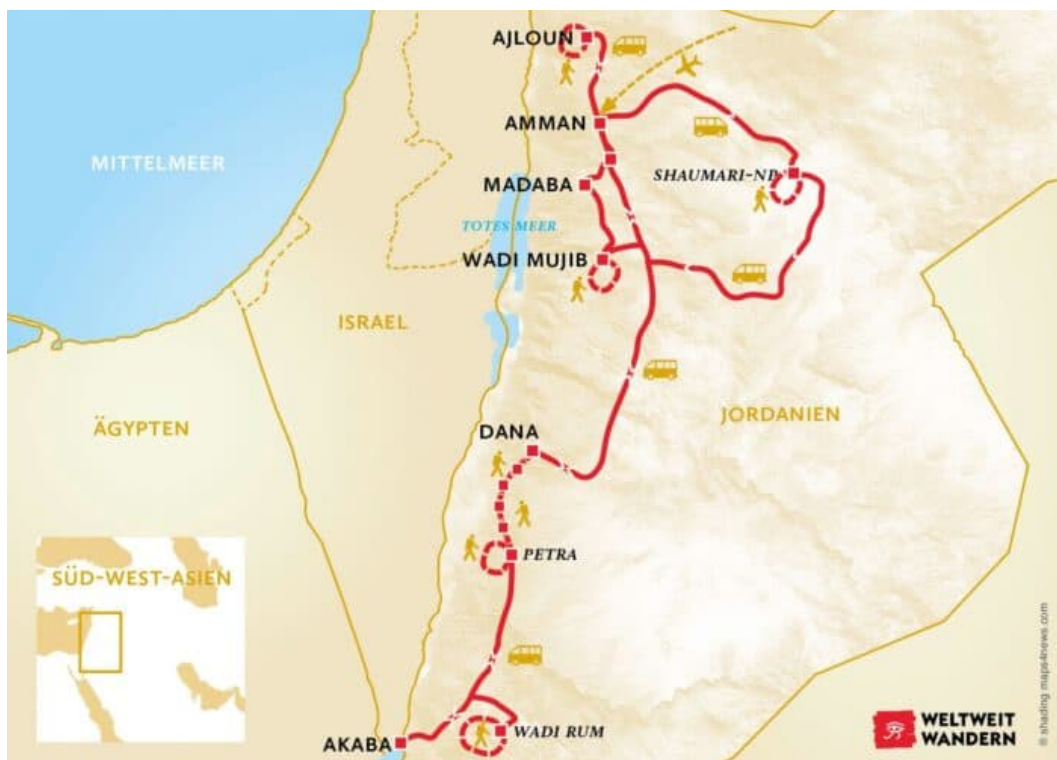 AJLOUN
AMMAN
MITTELMEER
SHAUMARI-NP
MADABA
TOTES MEER
WADI MUJIB
ISRAEL
JORDANIEN
ÄGYPTEN
DANA
PETRA
SÜD-WEST-ASIEN
WADI RUM
AKABA
WELTWEIT
WANDERN
© shading maps4news.com